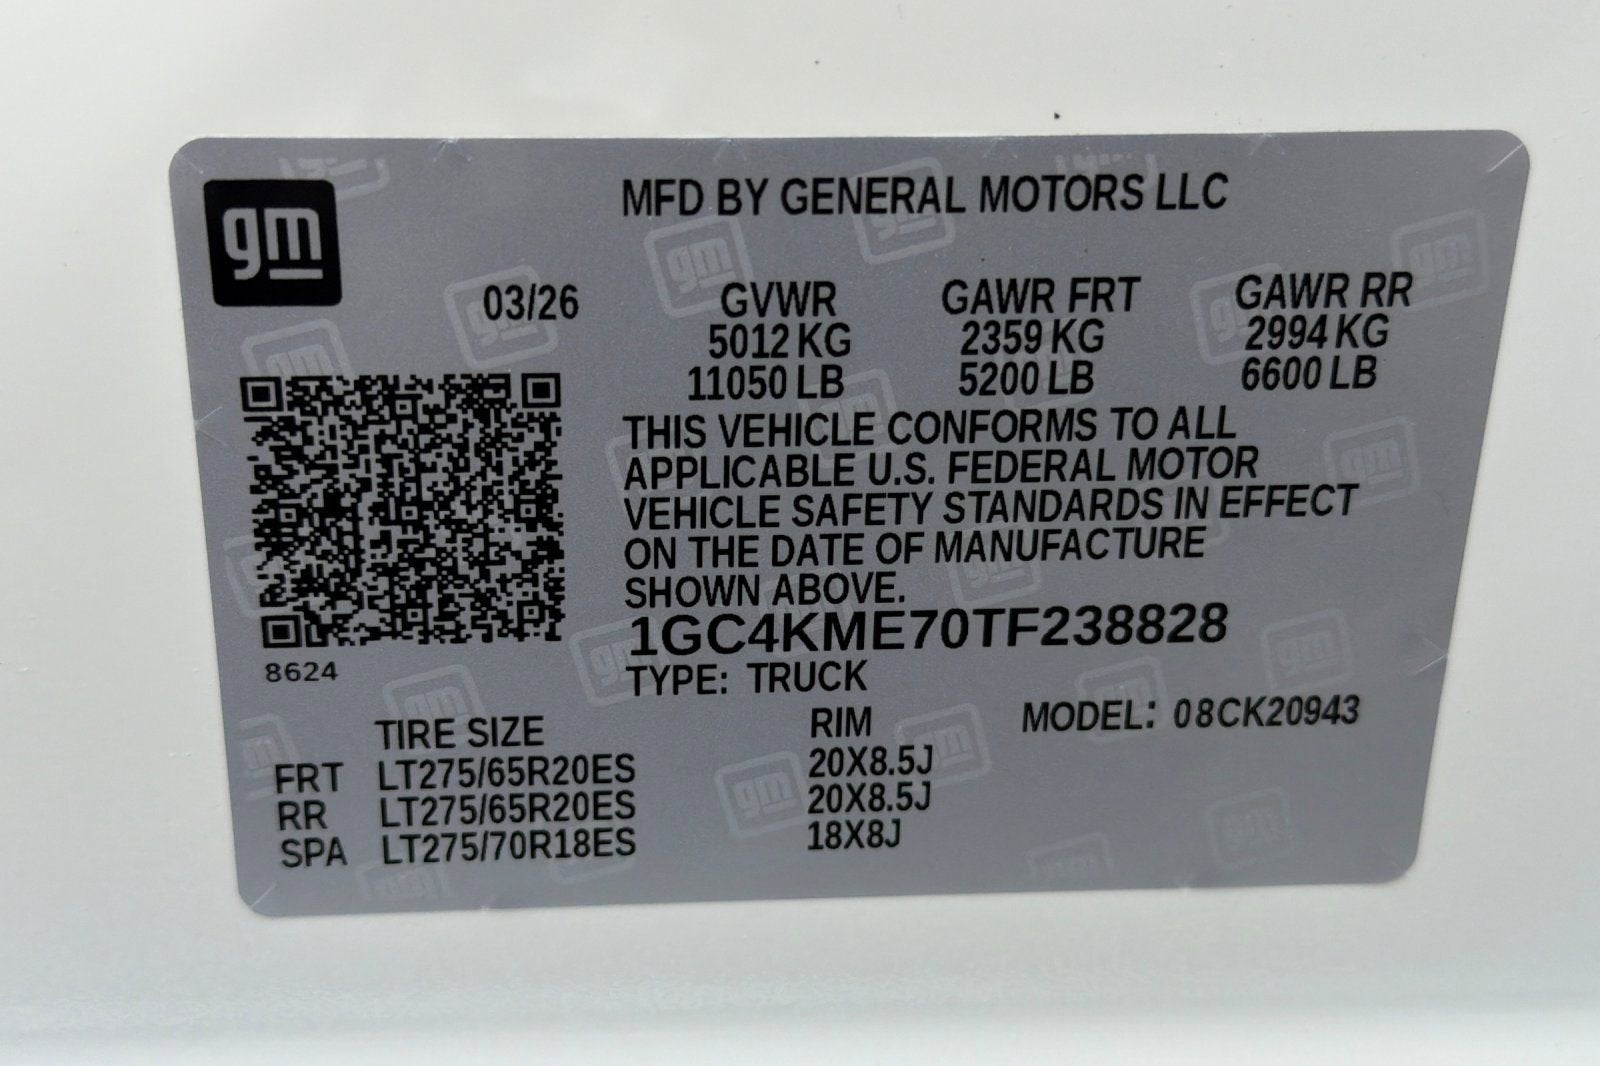 gm
MFD BY GENERAL MOTORS LLC
03/26 GVWR GAWR FRT GAWR RR
5012 KG 2359 KG 2994 KG
11050 LB 5200 LB 6600 LB
THIS VEHICLE CONFORMS TO ALL
APPLICABLE U.S. FEDERAL MOTOR
VEHICLE SAFETY STANDARDS IN EFFECT
ON THE DATE OF MANUFACTURE
SHOWN ABOVE.
1GC4KME70TF238828
8624
TYPE: TRUCK
TIRE SIZE RIM MODEL: 08CK20943
FRT LT275/65R20ES 20X8.5J
RR LT275/65R20ES 20X8.5J
SPA LT275/70R18ES 18X8J